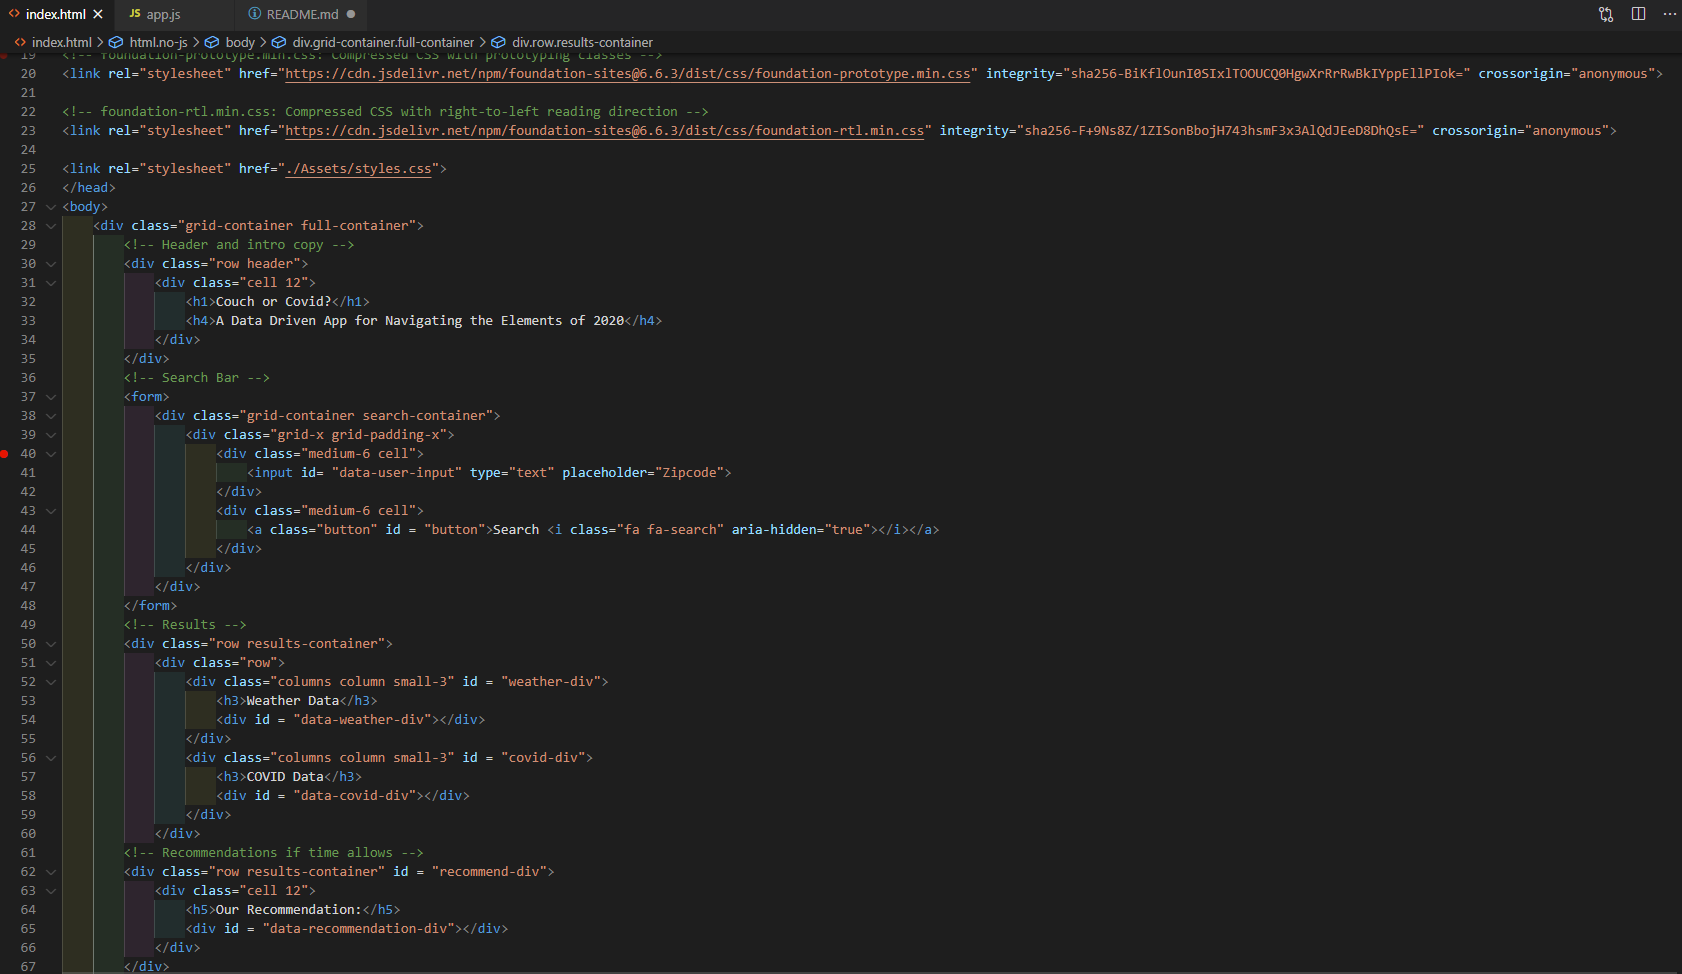 index.html
JS app.js
README.md
index.html > html.no-js > body > div.grid-container.full-container > div.row.results-container
19 <!-- foundation-prototype.min.css: Compressed CSS with prototyping classes -->
20 <link rel="stylesheet" href="https://cdn.jsdelivr.net/npm/foundation-sites@6.6.3/dist/css/foundation-prototype.min.css" integrity="sha256-BiKflOunI0SIxlTOOUCQ0HgwXrRrRwBkIYppEllPIok=" crossorigin="anonymous">
21
22 <!-- foundation-rtl.min.css: Compressed CSS with right-to-left reading direction -->
23 <link rel="stylesheet" href="https://cdn.jsdelivr.net/npm/foundation-sites@6.6.3/dist/css/foundation-rtl.min.css" integrity="sha256-F+9Ns8Z/1ZISonBbojH743hsmF3x3AlQdJEeD8DhQsE=" crossorigin="anonymous">
24
25 <link rel="stylesheet" href="./Assets/styles.css">
26 </head>
27 <body>
28 <div class="grid-container full-container">
29 <!-- Header and intro copy -->
30 <div class="row header">
31 <div class="cell 12">
32 <h1>Couch or Covid?</h1>
33 <h4>A Data Driven App for Navigating the Elements of 2020</h4>
34 </div>
35 </div>
36 <!-- Search Bar -->
37 <form>
38 <div class="grid-container search-container">
39 <div class="grid-x grid-padding-x">
40 <div class="medium-6 cell">
41 <input id= "data-user-input" type="text" placeholder="Zipcode">
42 </div>
43 <div class="medium-6 cell">
44 <a class="button" id = "button">Search <i class="fa fa-search" aria-hidden="true"></i></a>
45 </div>
46 </div>
47 </div>
48 </form>
49 <!-- Results -->
50 <div class="row results-container">
51 <div class="row">
52 <div class="columns column small-3" id = "weather-div">
53 <h3>Weather Data</h3>
54 <div id = "data-weather-div"></div>
55 </div>
56 <div class="columns column small-3" id = "covid-div">
57 <h3>COVID Data</h3>
58 <div id = "data-covid-div"></div>
59 </div>
60 </div>
61 <!-- Recommendations if time allows -->
62 <div class="row results-container" id = "recommend-div">
63 <div class="cell 12">
64 <h5>Our Recommendation:</h5>
65 <div id = "data-recommendation-div"></div>
66 </div>
67 </div>